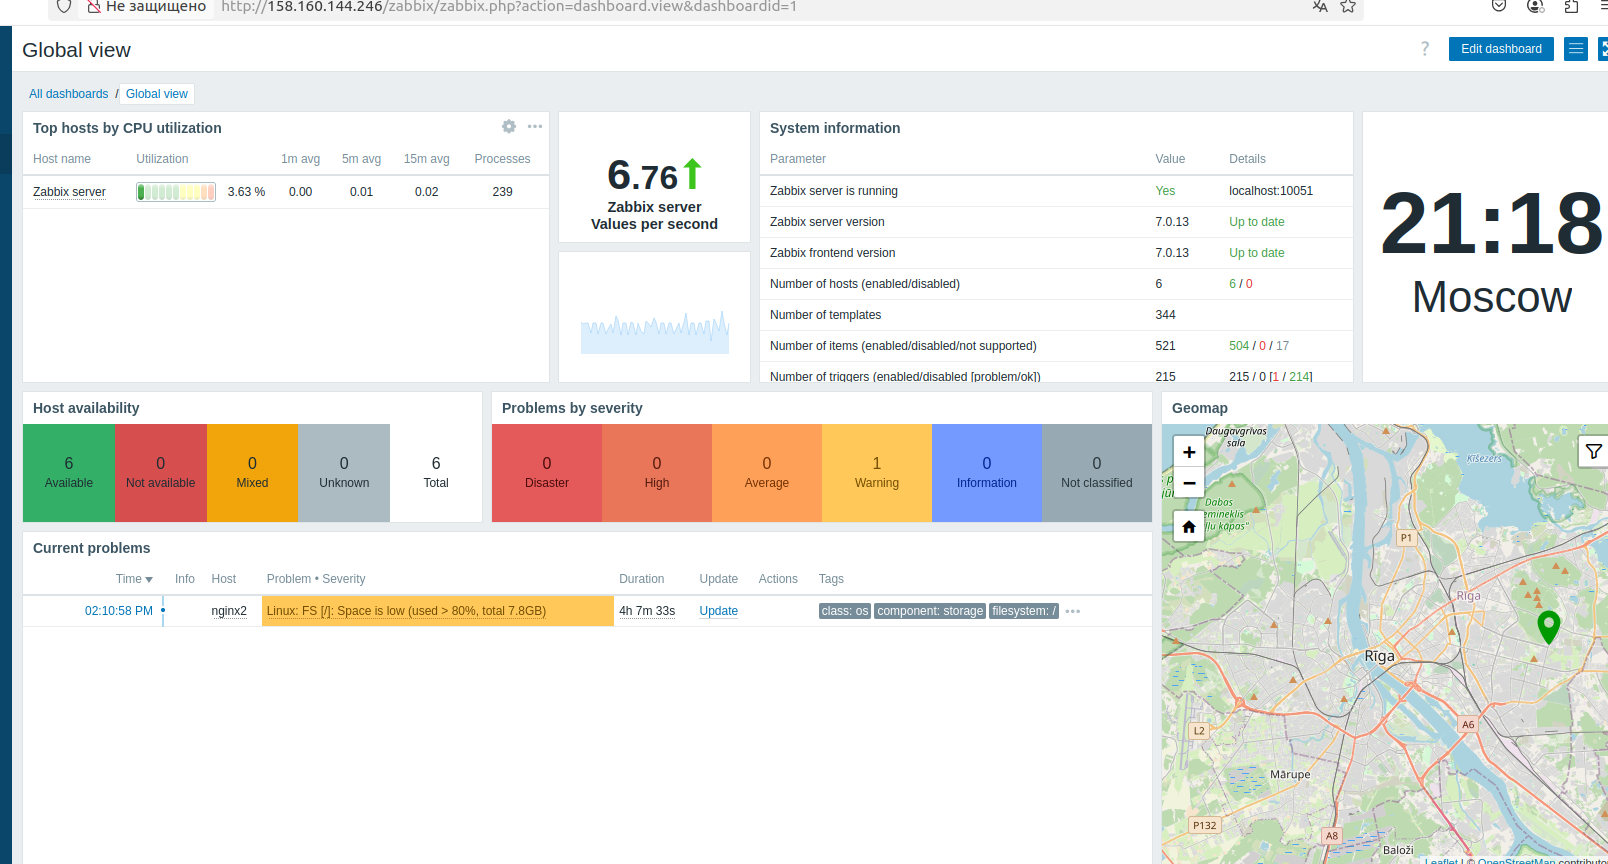 Не защищено
http://158.160.144.246/zabbix/zabbix.php?action=dashboard.view&dashboardid=1
Global view
?
Edit dashboard
All dashboards / Global view
Top hosts by CPU utilization
Host name Utilization 1m avg 5m avg 15m avg Processes
Zabbix server 3.63 % 0.00 0.01 0.02 239
6.76
Zabbix server
Values per second
System information
Parameter Value Details
Zabbix server is running Yes localhost:10051
Zabbix server version 7.0.13 Up to date
Zabbix frontend version 7.0.13 Up to date
Number of hosts (enabled/disabled) 6 6 / 0
Number of templates 344
Number of items (enabled/disabled/not supported) 521 504 / 0 / 17
Number of triggers (enabled/disabled [problem/ok]) 215 215 / 0 [1 / 214]
21:18
Moscow
Host availability
6 Available
0 Not available
0 Mixed
0 Unknown
6 Total
Problems by severity
0 Disaster
0 High
0 Average
1 Warning
0 Information
0 Not classified
Current problems
Time Info Host Problem • Severity Duration Update Actions Tags
02:10:58 PM nginx2 Linux: FS [/]: Space is low (used > 80%, total 7.8GB) 4h 7m 33s Update class: os component: storage filesystem: /
Geomap
+
−
Daugavgrīvas
sala
Ķīšezers
Dabas
P1
Rīga
Rīga
A6
L2
Mārupe
P132
A8
Baloži
Leaflet | © OpenStreetMap